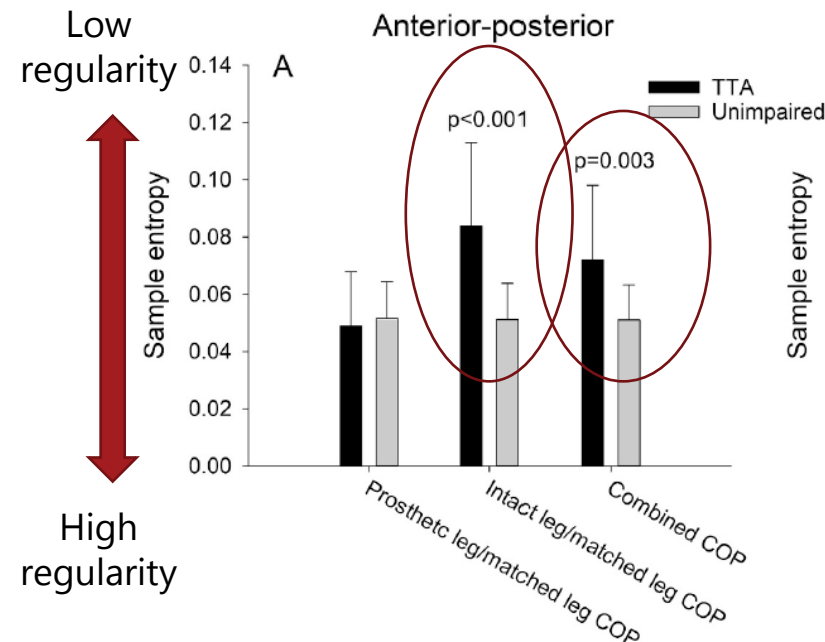 Low
regularity
Anterior-posterior
A
TTA
Unimpaired
p<0.001
p=0.003
0.14
0.12
0.10
0.08
0.06
0.04
0.02
0.00
Sample entropy
Sample entropy
High
regularity
Prosthetc leg/matched leg COP
Intact leg/matched leg COP
Combined COP